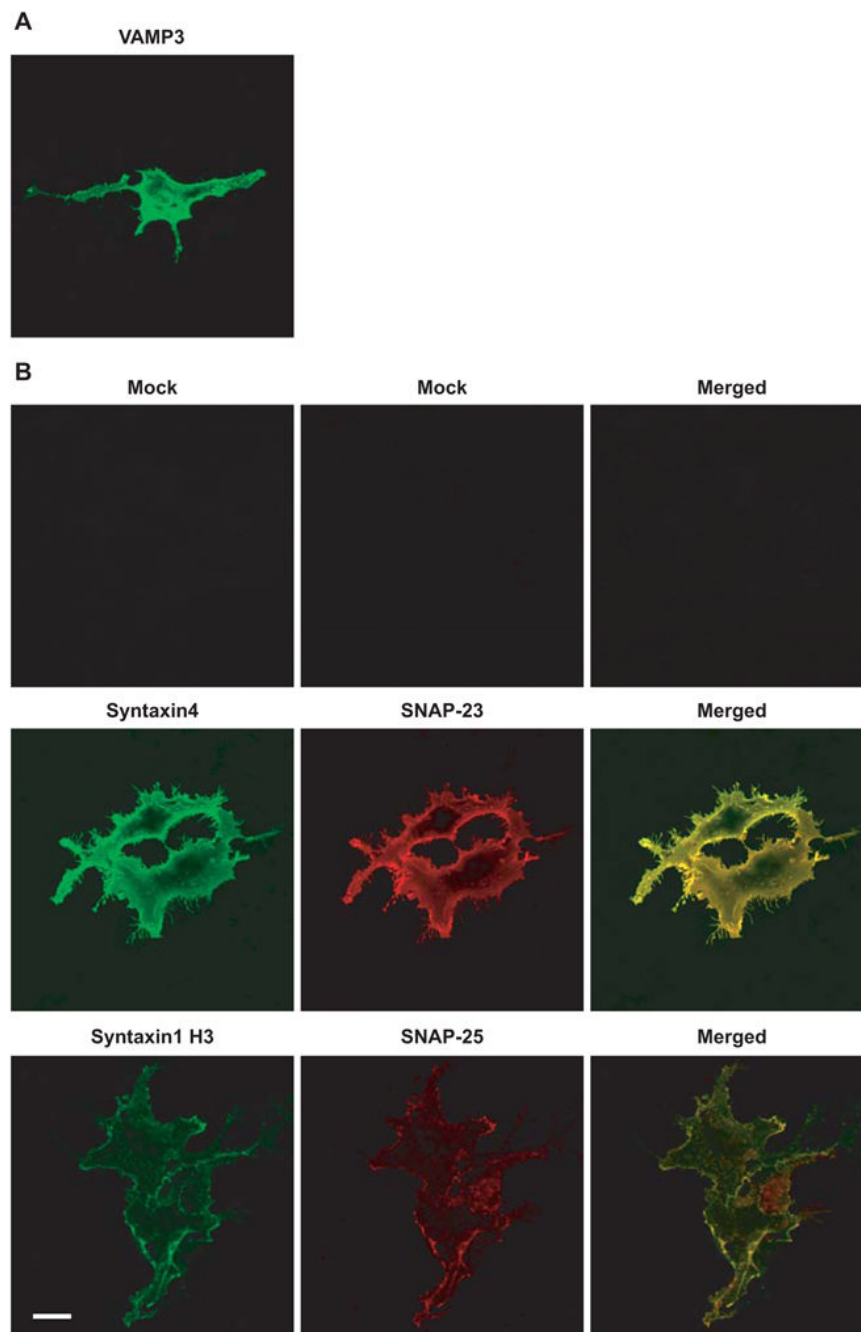 A
VAMP3
B
Mock Mock Merged
Syntaxin4 SNAP-23 Merged
Syntaxin1 H3 SNAP-25 Merged